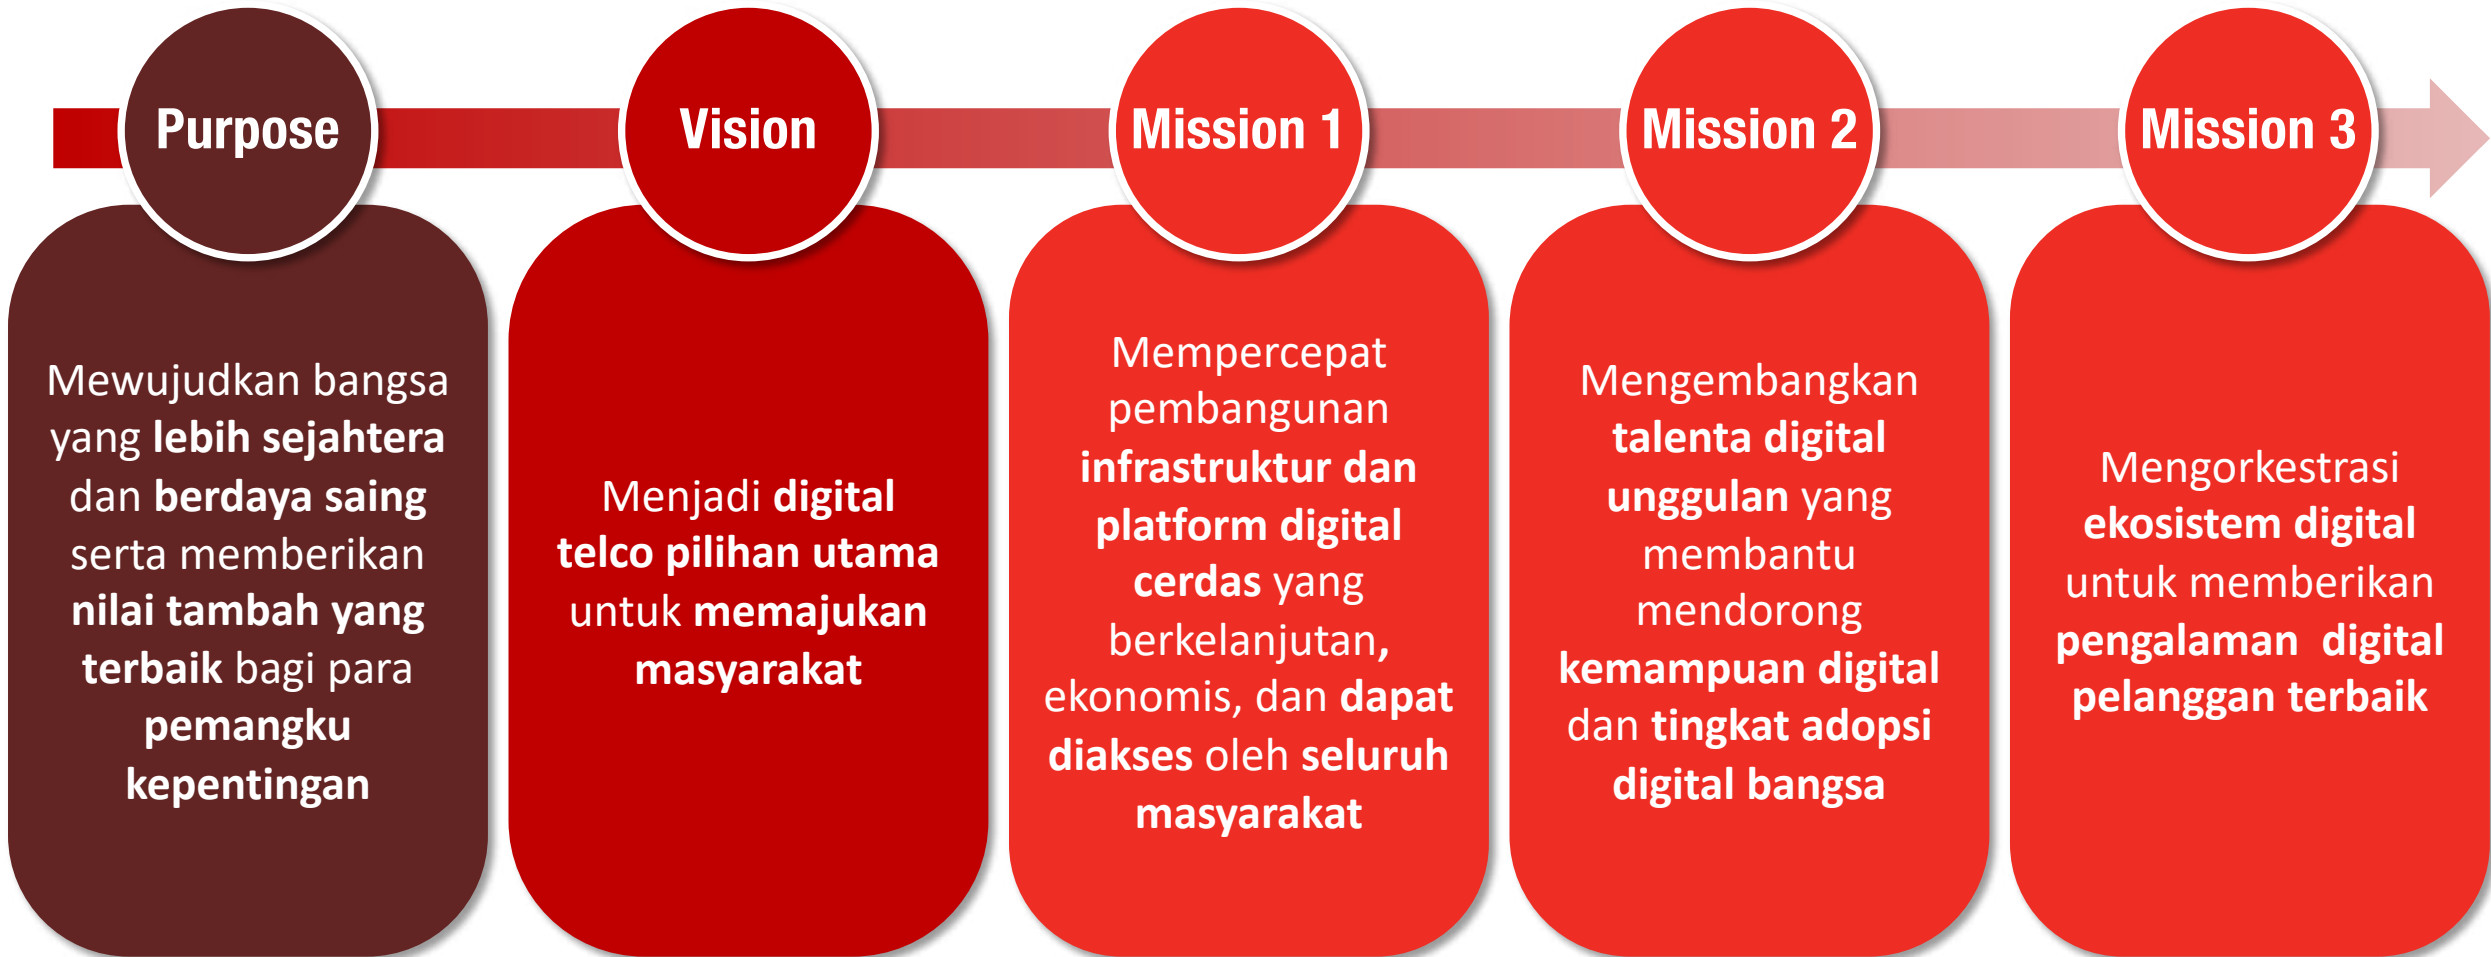 Purpose
Mewujudkan bangsa
yang lebih sejahtera
dan berdaya saing
serta memberikan
nilai tambah yang
terbaik bagi para
pemangku
kepentingan
Vision
Menjadi digital
telco pilihan utama
untuk memajukan
masyarakat
Mission 1
Mempercepat
pembangunan
infrastruktur dan
platform digital
cerdas yang
berkelanjutan,
ekonomis, dan dapat
diakses oleh seluruh
masyarakat
Mission 2
Mengembangkan
talenta digital
unggulan yang
membantu
mendorong
kemampuan digital
dan tingkat adopsi
digital bangsa
Mission 3
Mengorkestrasi
ekosistem digital
untuk memberikan
pengalaman  digital
pelanggan terbaik